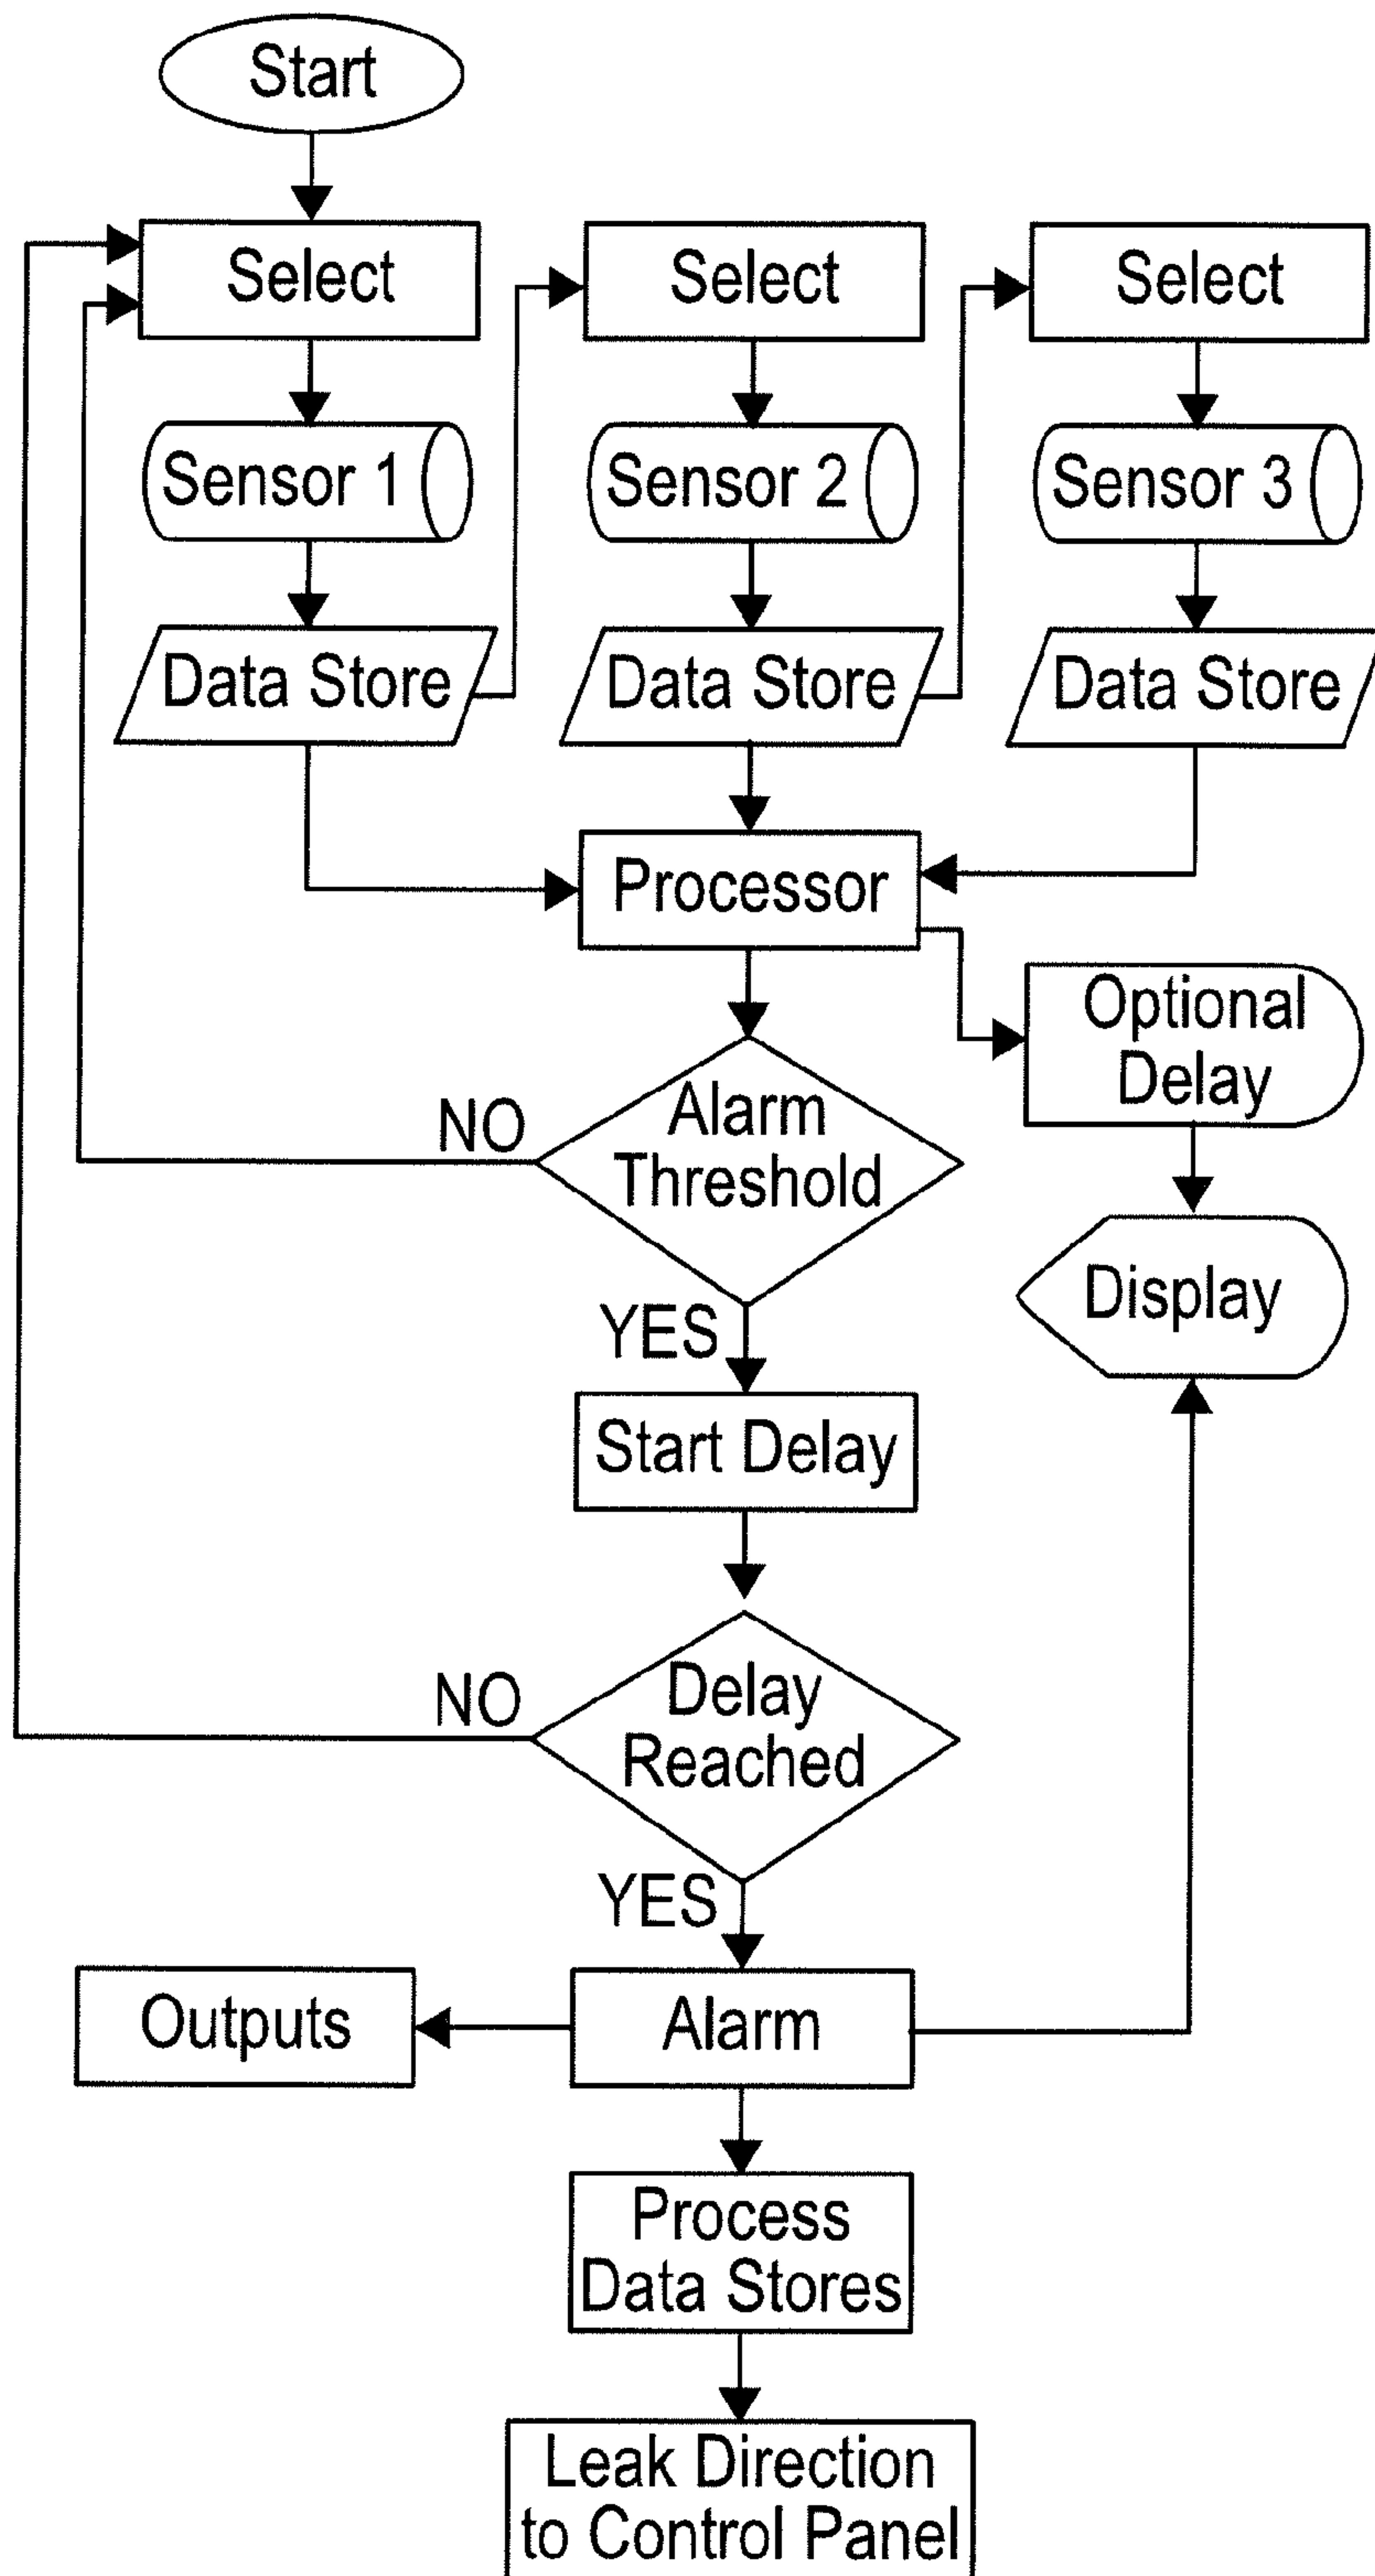 Start
Select
Select
Select
Sensor 1
Sensor 2
Sensor 3
Data Store
Data Store
Data Store
Processor
Optional
Delay
NO
Alarm
Threshold
Display
YES
Start Delay
NO
Delay
Reached
YES
Outputs
Alarm
Process
Data Stores
Leak Direction
to Control Panel